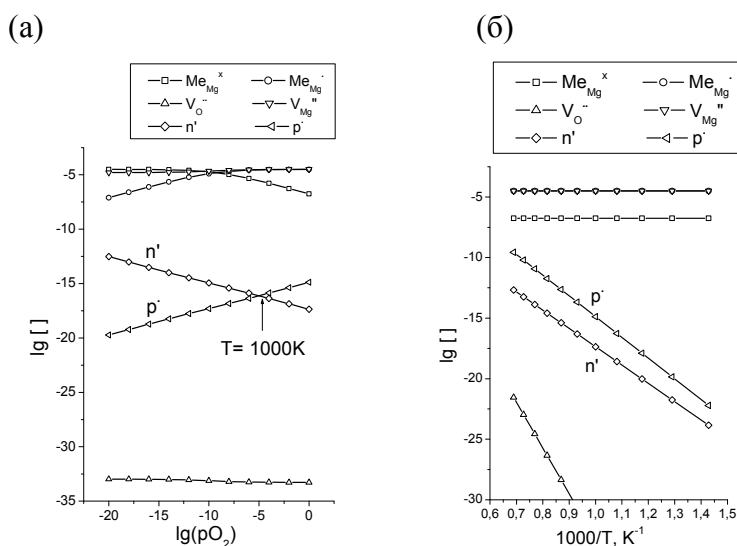 (а)
(б)
Me_Mg^x Me_Mg^·
V_O^·· V_Mg"
n' p^·
Me_Mg^x Me_Mg^·
V_O^·· V_Mg"
n' p^·
-5
-10
-15
-20
-25
-30
-35
lg [ ]
n'
p^·
T= 1000K
-20 -15 -10 -5 0
lg(pO₂)
-5
-10
-15
-20
-25
-30
lg [ ]
p^·
n'
0,6 0,7 0,8 0,9 1,0 1,1 1,2 1,3 1,4 1,5
1000/T, K⁻¹